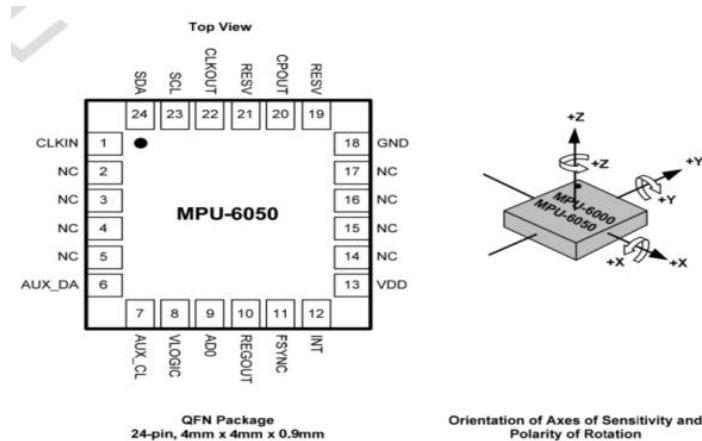 Top View
SDA
SCL
CLKOUT
RESV
CPOUT
RESV
24 23 22 21 20 19
CLKIN 1
NC 2
NC 3
NC 4
NC 5
AUX_DA 6
MPU-6050
18 GND
17 NC
16 NC
15 NC
14 NC
13 VDD
7 8 9 10 11 12
AUX_CL
VLOGIC
AD0
REGOUT
FSYNC
INT
QFN Package
24-pin, 4mm x 4mm x 0.9mm
+Z
+Z
+Y
+Y
MPU-6000
MPU-6050
+X
+X
Orientation of Axes of Sensitivity and
Polarity of Rotation